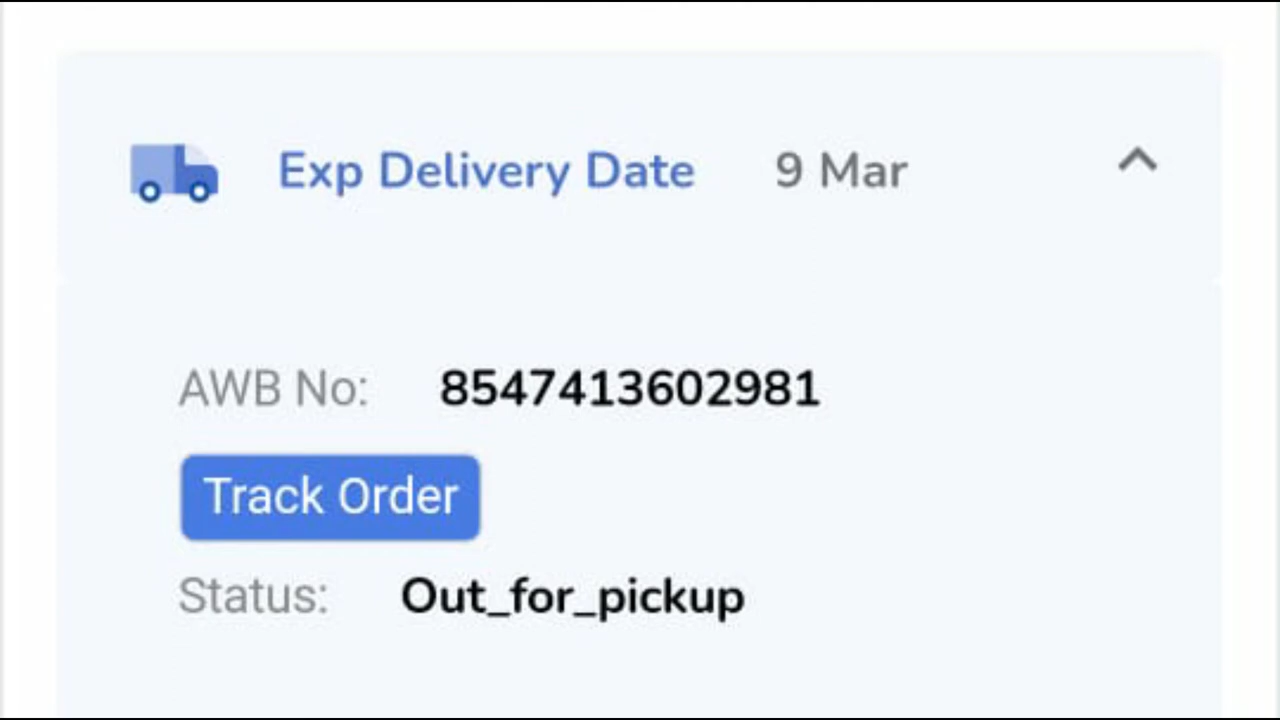 Exp Delivery Date 9 Mar
AWB No: 8547413602981
Track Order
Status: Out_for_pickup